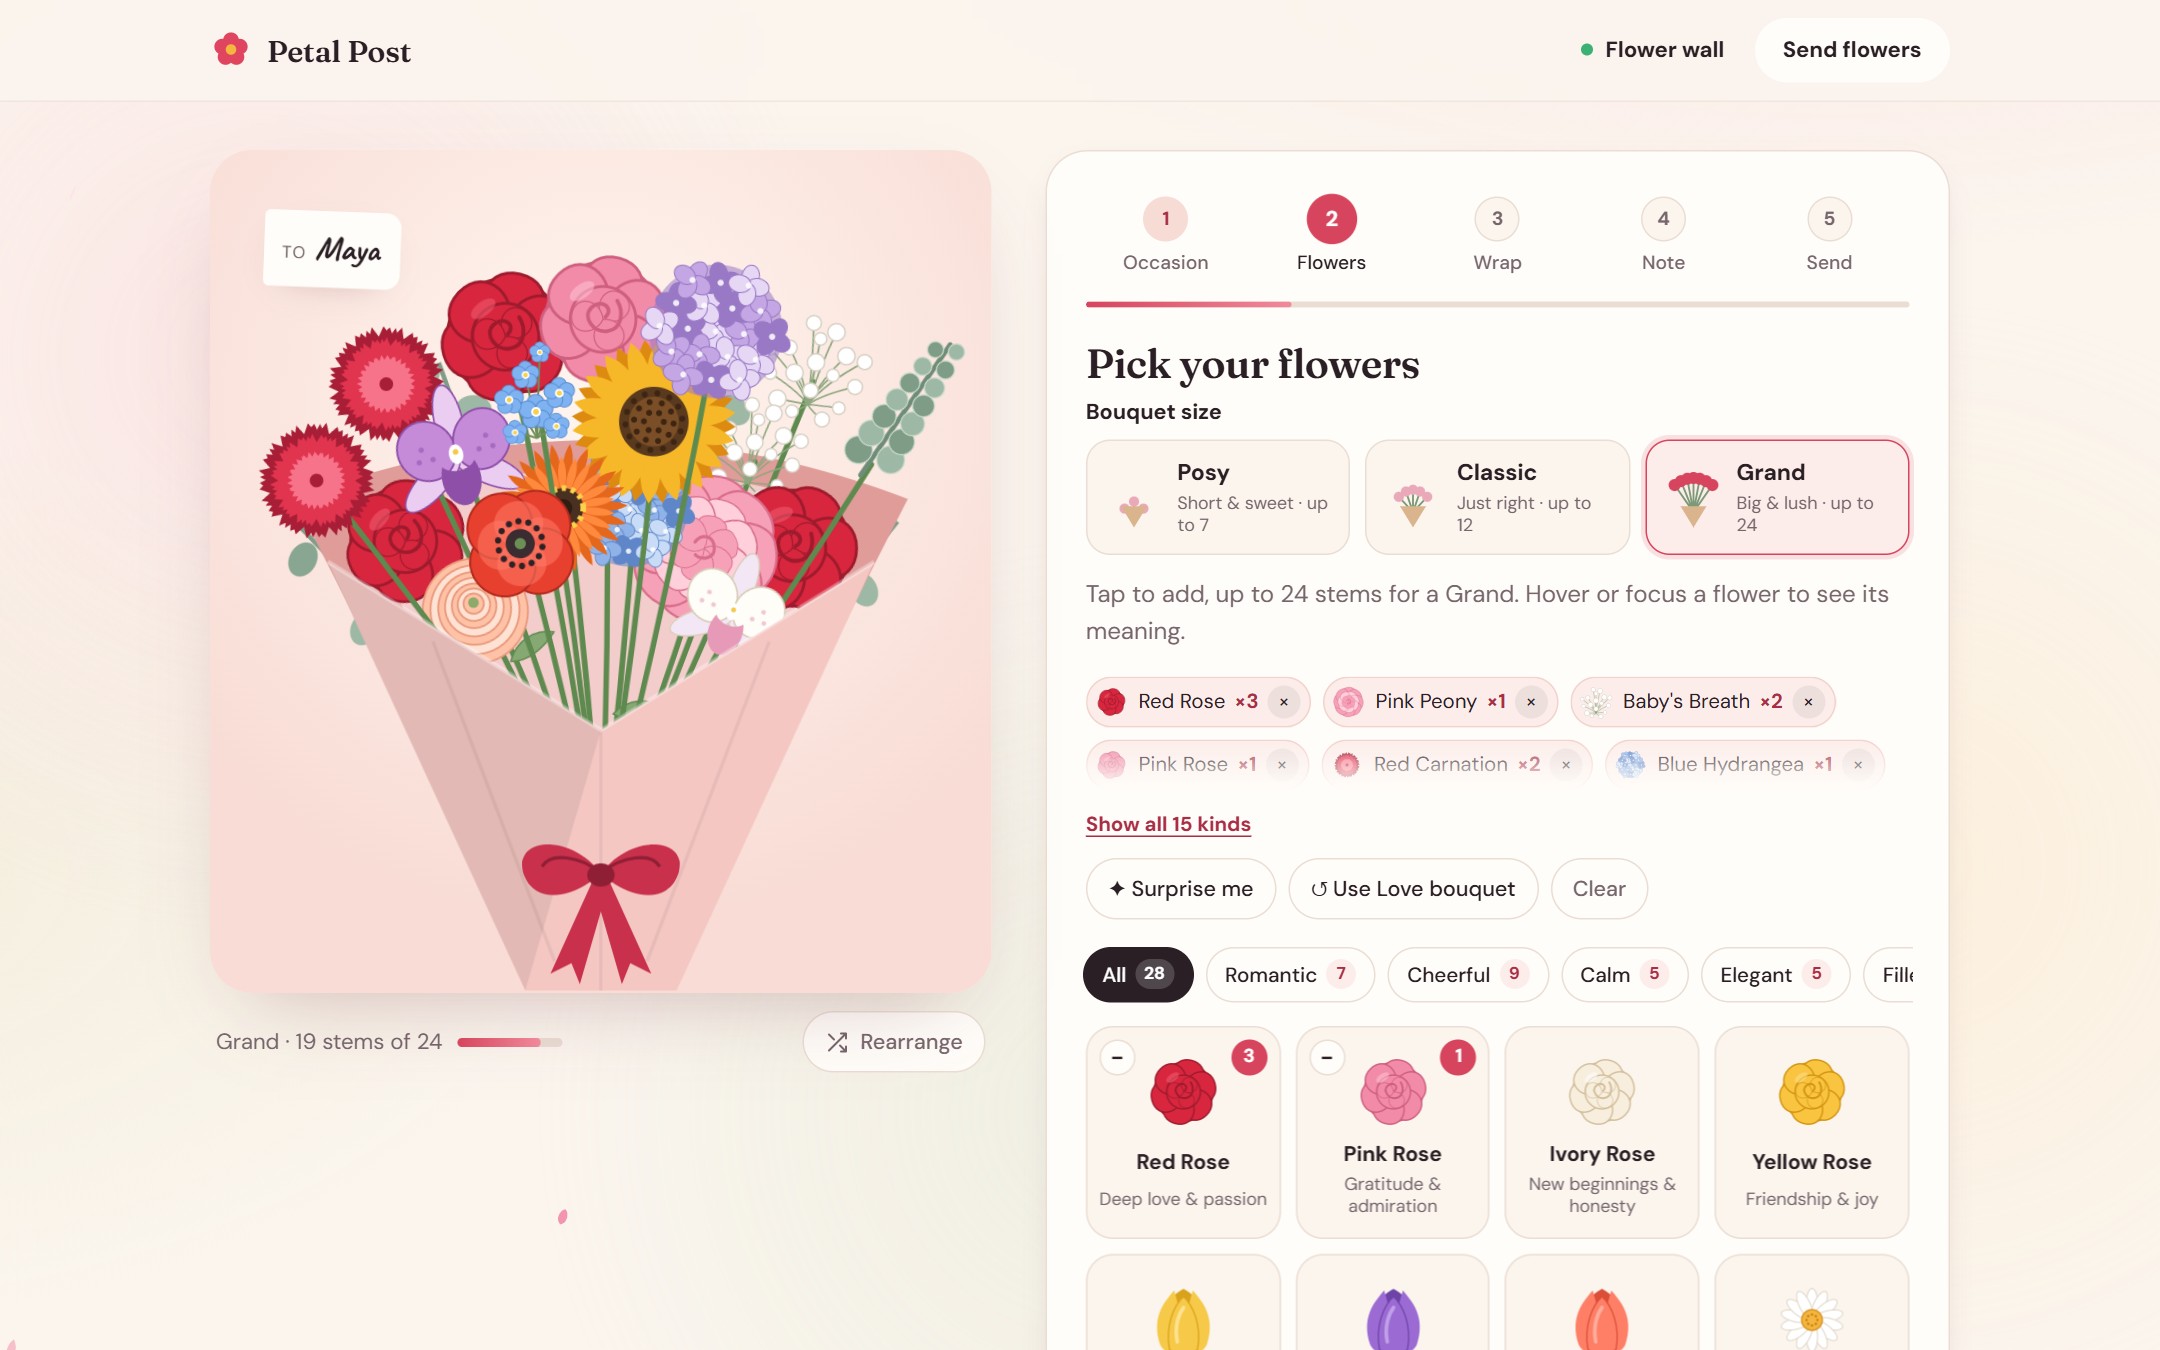 Petal Post
Flower wall
Send flowers
TO Maya
1
2
3
4
5
Occasion
Flowers
Wrap
Note
Send
Pick your flowers
Bouquet size
Posy
Short & sweet · up
to 7
Classic
Just right · up to
12
Grand
Big & lush · up to
24
Tap to add, up to 24 stems for a Grand. Hover or focus a flower to see its
meaning.
Red Rose ×3 ×
Pink Peony ×1 ×
Baby's Breath ×2 ×
Pink Rose ×1 ×
Red Carnation ×2 ×
Blue Hydrangea ×1 ×
Show all 15 kinds
✦ Surprise me
↺ Use Love bouquet
Clear
All 28
Romantic 7
Cheerful 9
Calm 5
Elegant 5
Grand · 19 stems of 24
Rearrange
− 3
Red Rose
Deep love & passion
− 1
Pink Rose
Gratitude &
admiration
Ivory Rose
New beginnings &
honesty
Yellow Rose
Friendship & joy